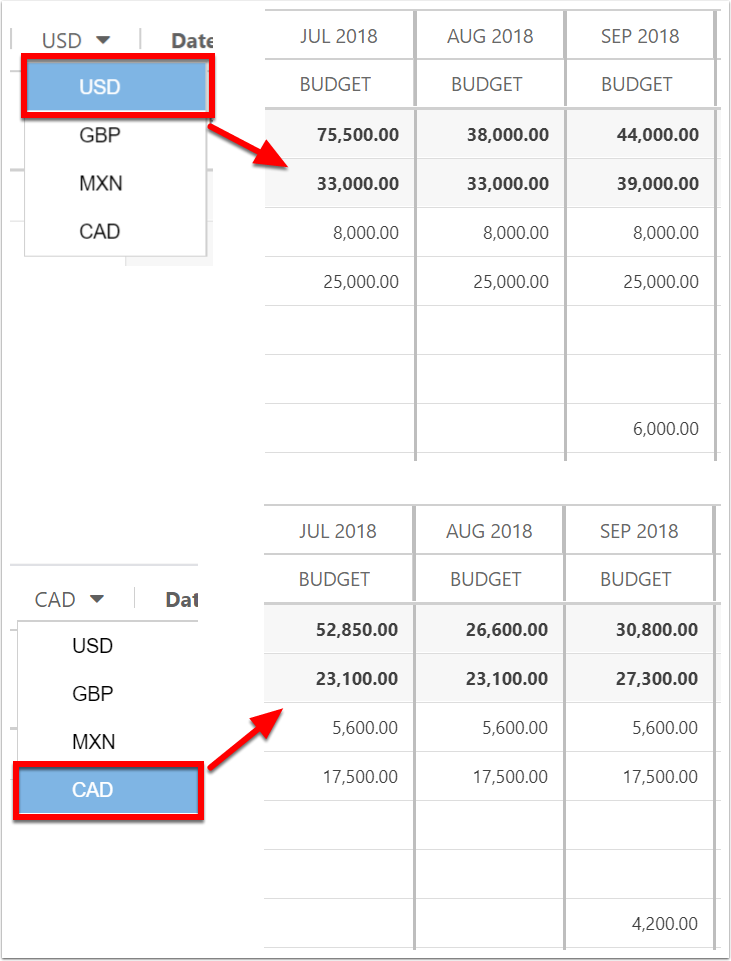 USD Date
USD
GBP
MXN
CAD
JUL 2018 AUG 2018 SEP 2018
BUDGET BUDGET BUDGET
75,500.00 38,000.00 44,000.00
33,000.00 33,000.00 39,000.00
8,000.00 8,000.00 8,000.00
25,000.00 25,000.00 25,000.00
6,000.00
CAD Dat
USD
GBP
MXN
CAD
JUL 2018 AUG 2018 SEP 2018
BUDGET BUDGET BUDGET
52,850.00 26,600.00 30,800.00
23,100.00 23,100.00 27,300.00
5,600.00 5,600.00 5,600.00
17,500.00 17,500.00 17,500.00
4,200.00